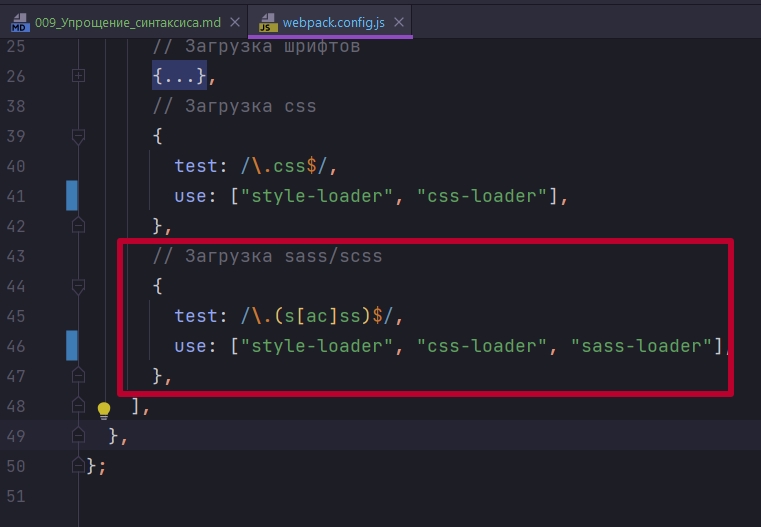 009_Упрощение_синтаксиса.md webpack.config.js
25 // Загрузка шрифтов
26 {...},
38 // Загрузка css
39 {
40 test: /\.css$/,
41 use: ["style-loader", "css-loader"],
42 },
43 // Загрузка sass/scss
44 {
45 test: /\.(s[ac]ss)$/,
46 use: ["style-loader", "css-loader", "sass-loader"],
47 },
48 ],
49 },
50 };
51